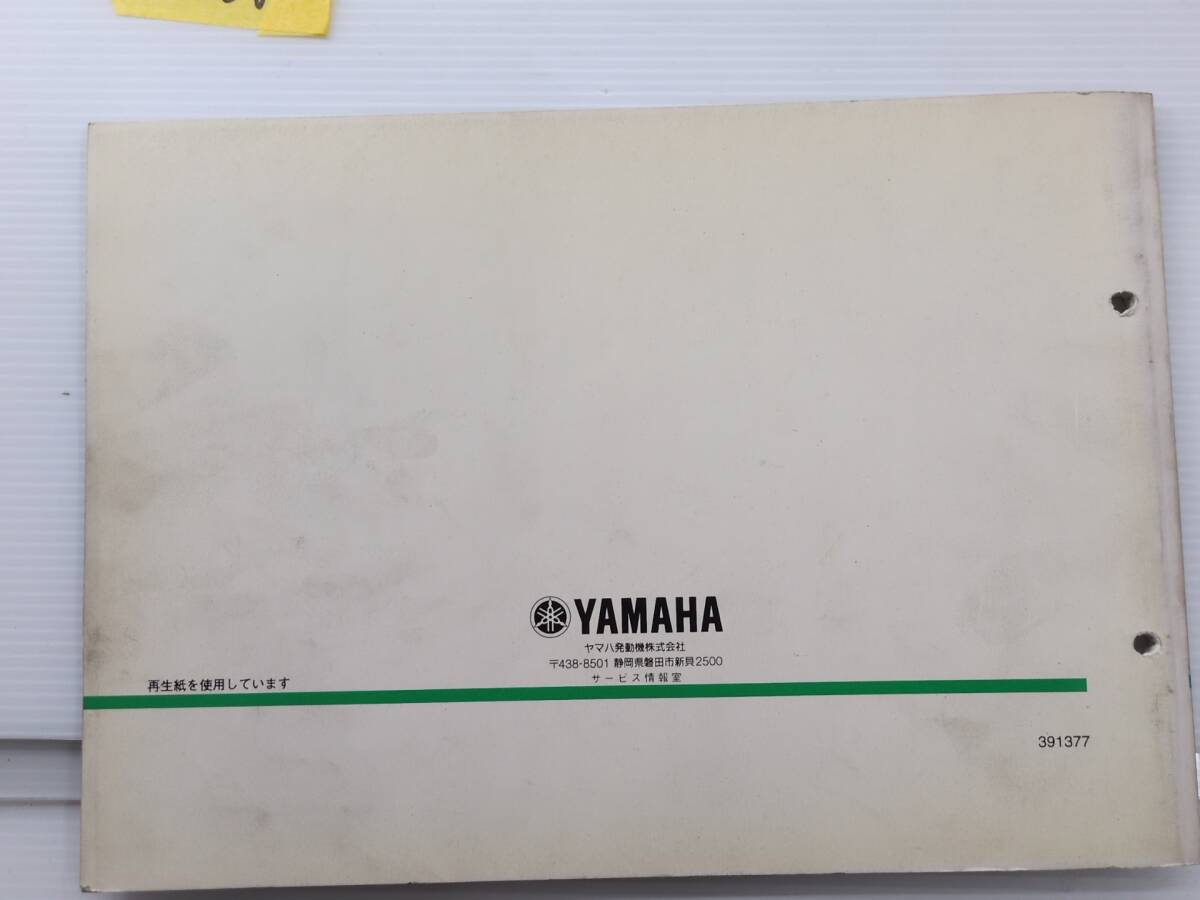 YAMAHA
ヤマハ発動機株式会社
〒438-8501 静岡県磐田市新貝2500
サービス情報室
再生紙を使用しています
391377